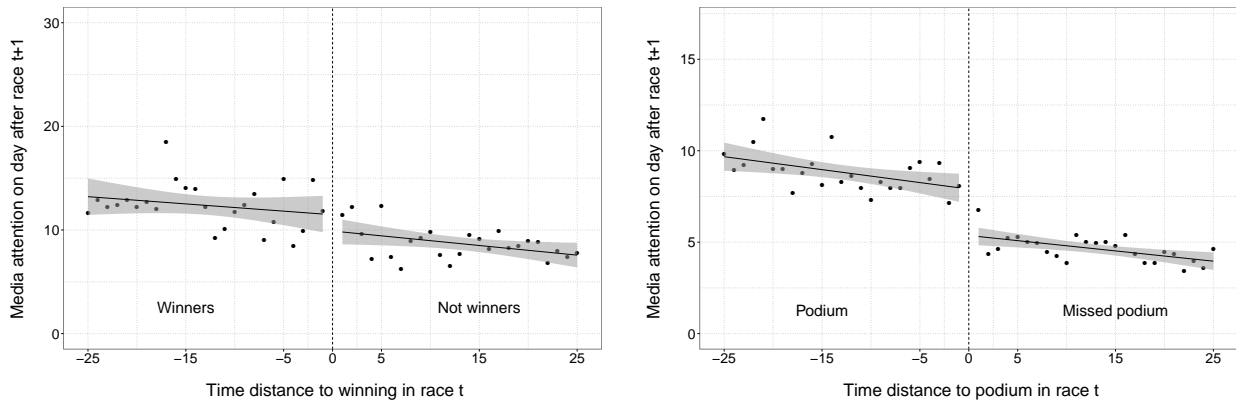 Media attention on day after race t+1
30
20
10
0
Winners
Not winners
−25
−15
−5
0
5
15
25
Time distance to winning in race t
Media attention on day after race t+1
15
10
5
0
Podium
Missed podium
−25
−15
−5
0
5
15
25
Time distance to podium in race t